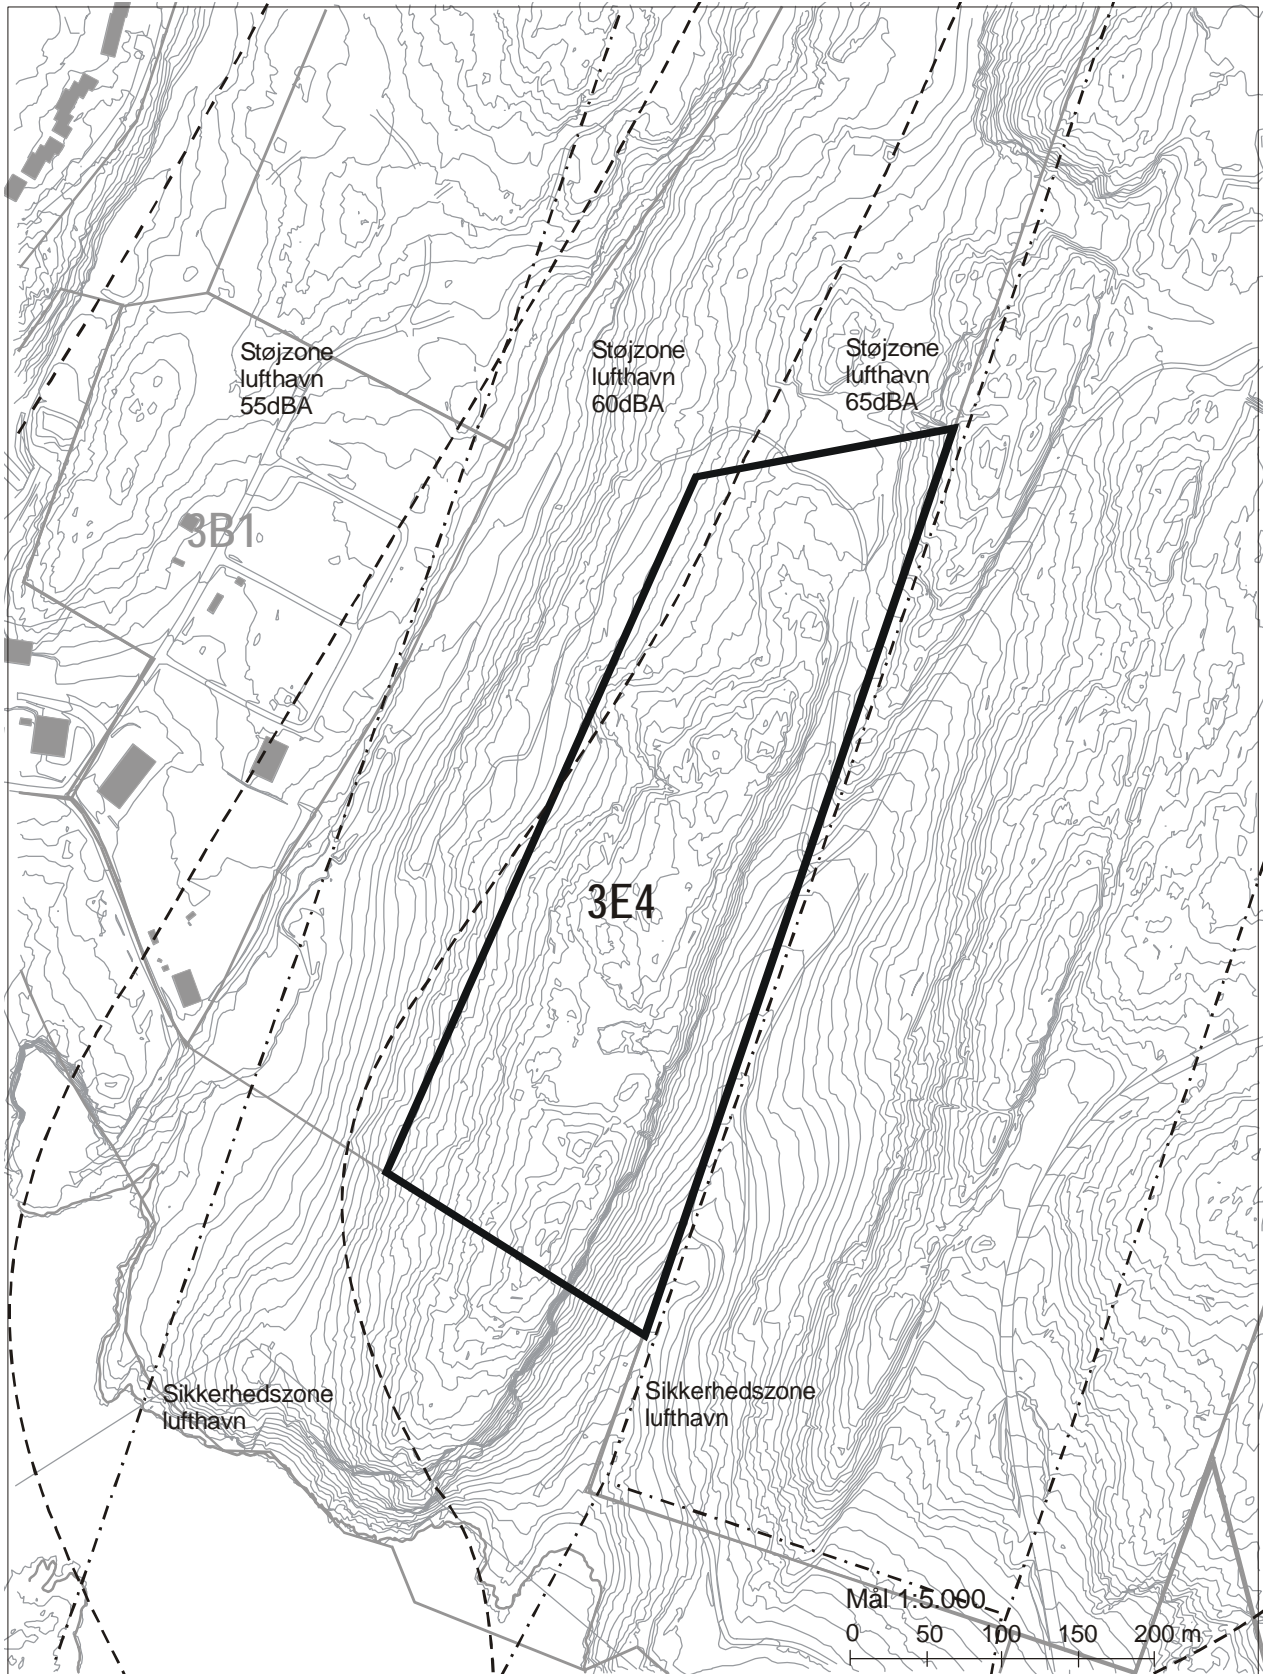 Støjzone
lufthavn
55dBA
Støjzone
lufthavn
60dBA
Støjzone
lufthavn
65dBA
3B1
3E4
Sikkerhedszone
lufthavn
Sikkerhedszone
lufthavn
Mål 1:5.000
0 50 100 150 200 m